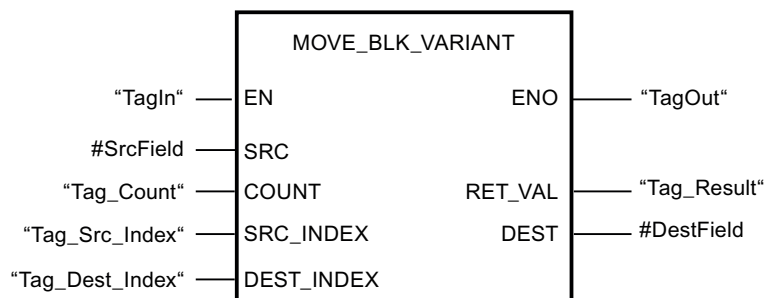 MOVE_BLK_VARIANT
“TagIn“ EN ENO “TagOut“
#SrcField SRC
“Tag_Count“ COUNT RET_VAL “Tag_Result“
“Tag_Src_Index“ SRC_INDEX DEST #DestField
“Tag_Dest_Index“ DEST_INDEX